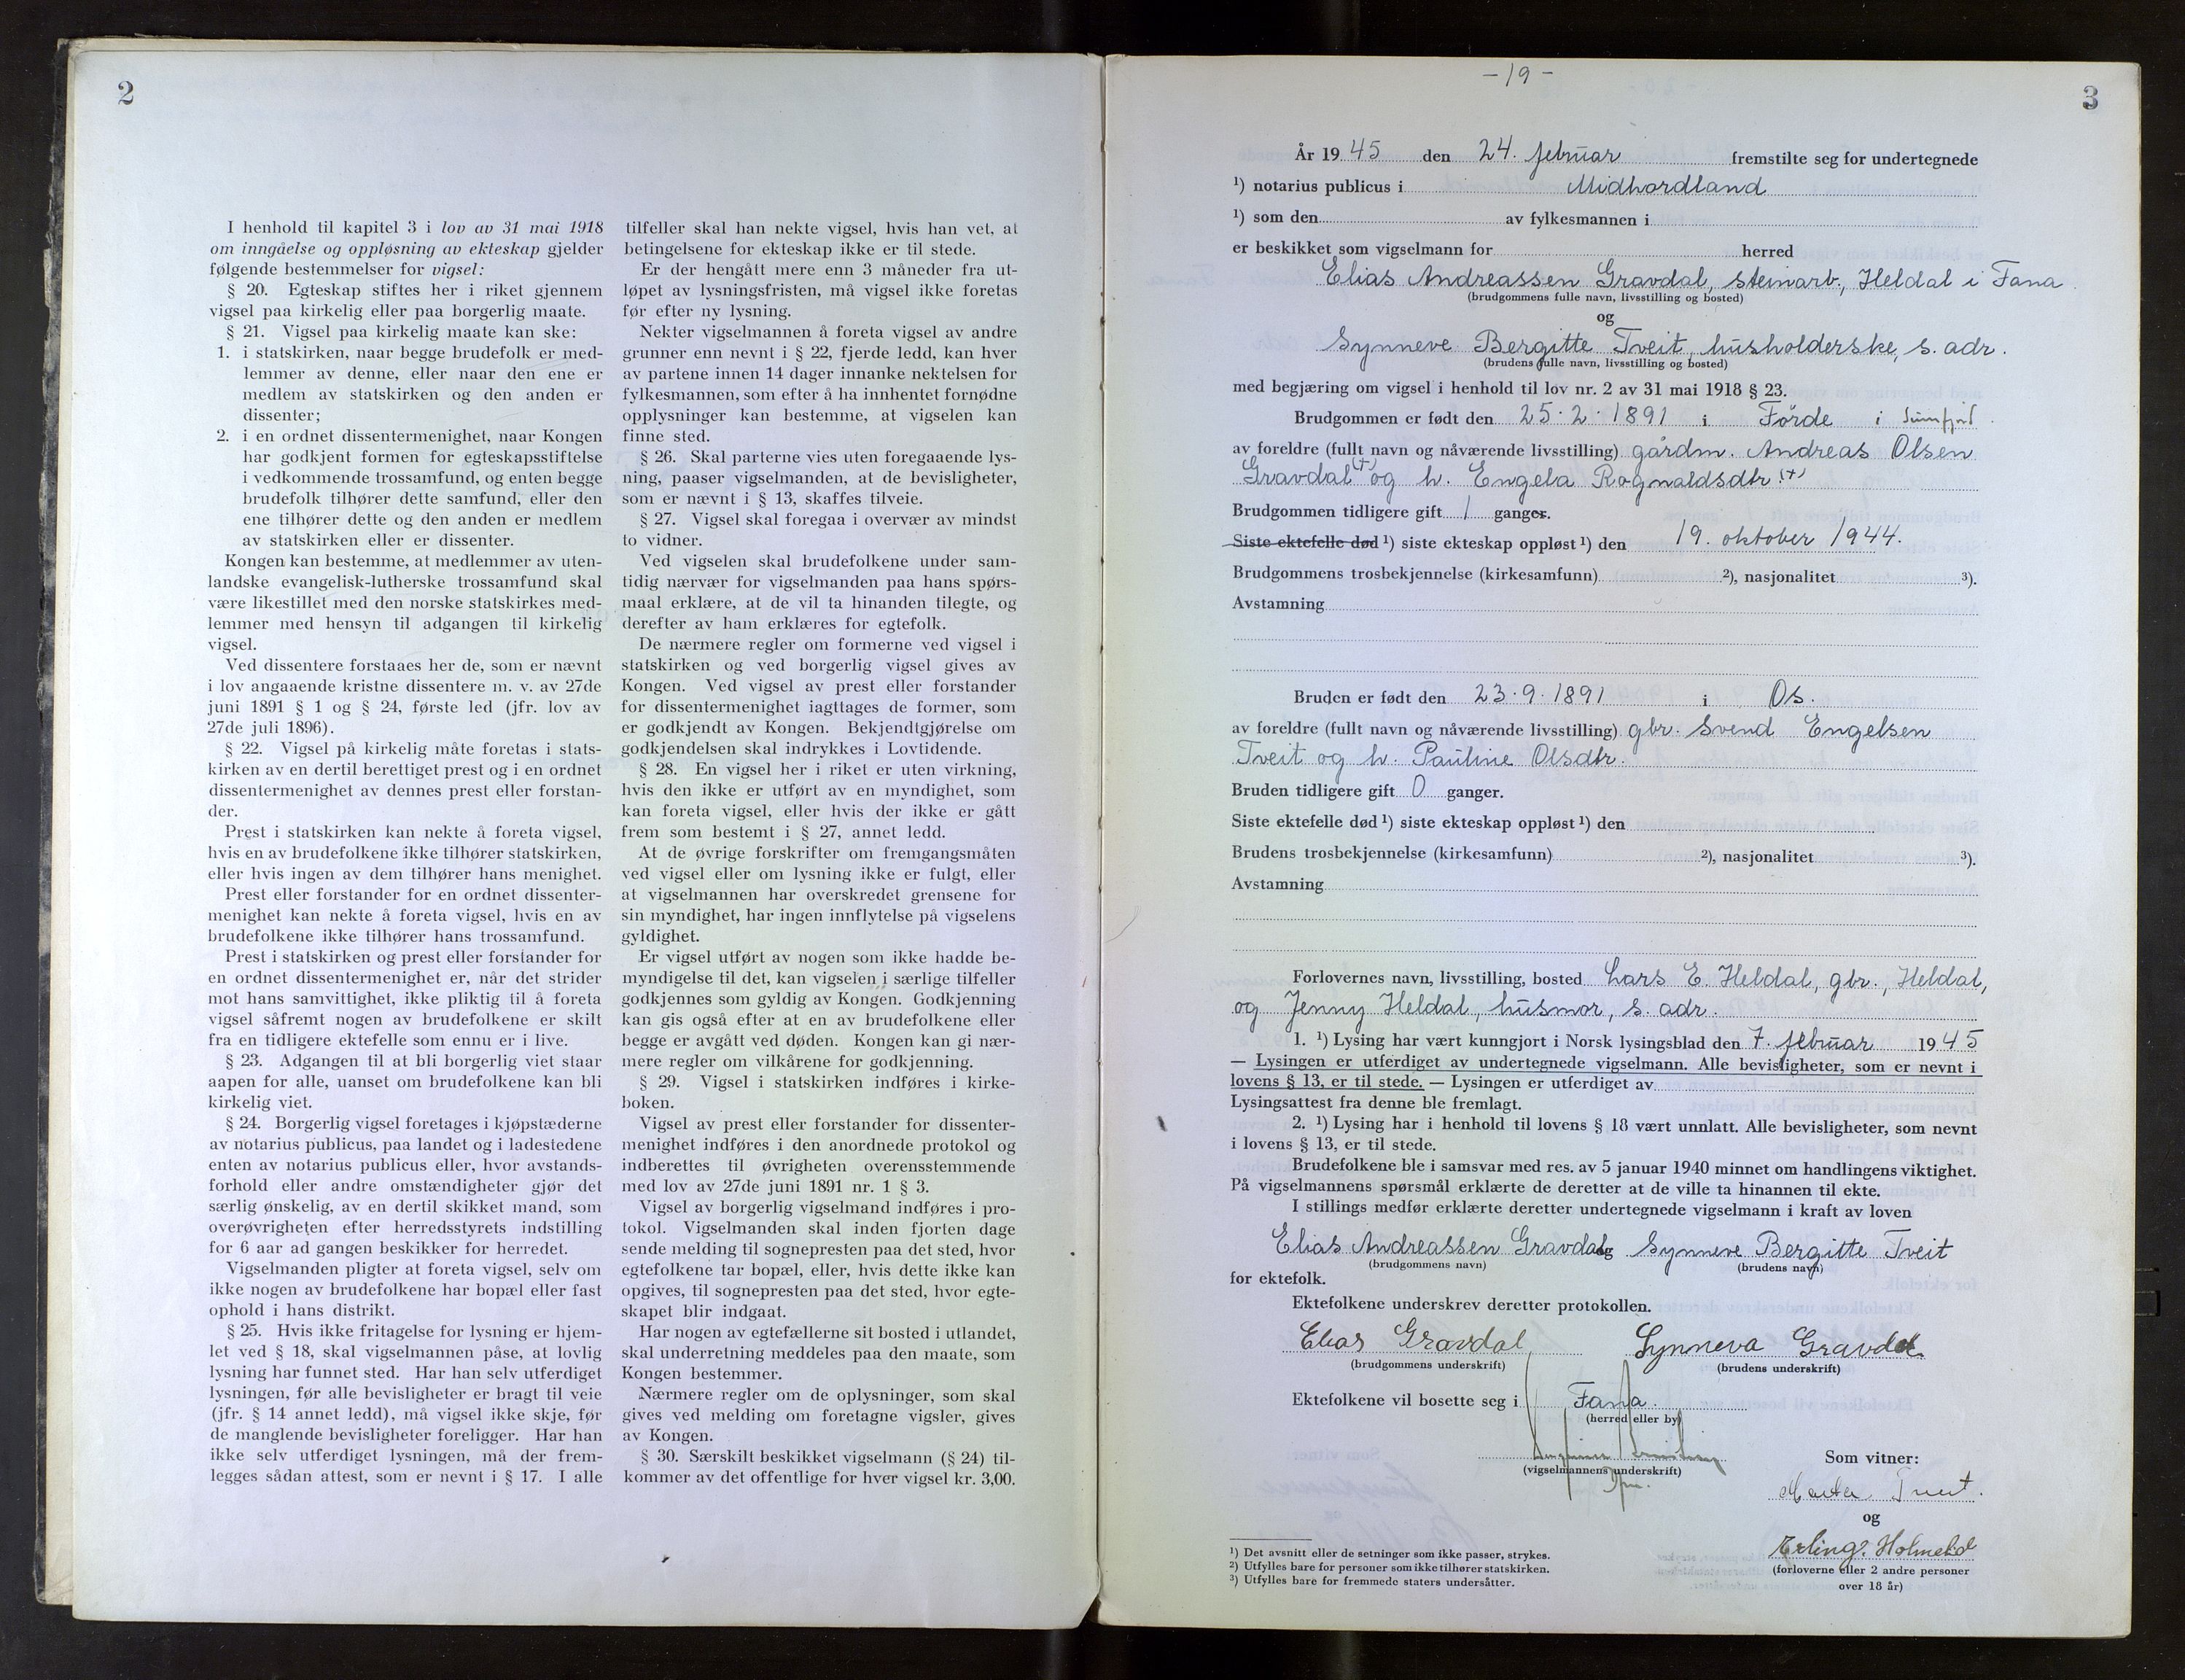 2
I henhold til kapitel 3 i lov av 31 mai 1918
om inngåelse og oppløsning av ekteskap gjelder
følgende bestemmelser for vigsel:
§ 20. Egteskap stiftes her i riket gjennem
vigsel paa kirkelig eller paa borgerlig maate.
§ 21. Vigsel paa kirkelig maate kan ske:
1. i statskirken, naar begge brudefolk er med-
lemmer av denne, eller naar den ene er
medlem av statskirken og den anden er
dissenter;
2. i en ordnet dissentermenighet, naar Kongen
har godkjent formen for egteskapsstiftelse
i vedkommende trossamfund, og enten begge
brudefolk tilhører dette samfund, eller den
ene tilhører dette og den anden er medlem
av statskirken eller er dissenter.
Kongen kan bestemme, at medlemmer av uten-
landske evangelisk-lutherske trossamfund skal
være likestillet med den norske statskirkes med-
lemmer med hensyn til adgangen til kirkelig
vigsel.
Ved dissentere forstaaes her de, som er nævnt
i lov angaaende kristne dissentere m. v. av 27de
juni 1891 § 1 og § 24, første led (jfr. lov av
27de juli 1896).
§ 22. Vigsel på kirkelig måte foretas i stats-
kirken av en dertil berettiget prest og i en ordnet
dissentermenighet av dennes prest eller forstan-
der.
Prest i statskirken kan nekte å foreta vigsel,
hvis en av brudefolkene ikke tilhører statskirken,
eller hvis ingen av dem tilhører hans menighet.
Prest eller forstander for en ordnet dissenter-
menighet kan nekte å foreta vigsel, hvis en av
brudefolkene ikke tilhører hans trossamfund.
Prest i statskirken og prest eller forstander for
en ordnet dissentermenighet er, når det strider
mot hans samvittighet, ikke pliktig til å foreta
vigsel såfremt nogen av brudefolkene er skilt
fra en tidligere ektefelle som ennu er i live.
§ 23. Adgangen til at bli borgerlig viet staar
aapen for alle, uanset om brudefolkene kan bli
kirkelig viet.
§ 24. Borgerlig vigsel foretages i kjøpstæderne
av notarius publicus, paa landet og i ladestedene
enten av notarius publicus eller, hvor avstands-
forhold eller andre omstændigheter gjør det
særlig ønskelig, av en dertil skikket mand, som
overøvrigheten efter herredsstyrets indstilling
for 6 aar ad gangen beskikker for herredet.
Vigselmanden pligter at foreta vigsel, selv om
ikke nogen av brudefolkene har bopæl eller fast
ophold i hans distrikt.
§ 25. Hvis ikke fritagelse for lysning er hjem-
let ved § 18, skal vigselmannen påse, at lovlig
lysning har funnet sted. Har han selv utferdiget
lysningen, før alle bevisligheter er bragt til veie
(jfr. § 14 annet ledd), må vigsel ikke skje, før
de manglende bevisligheter foreligger. Har han
ikke selv utferdiget lysningen, må der frem-
legges sådan attest, som er nevnt i § 17. I alle
tilfeller skal han nekte vigsel, hvis han vet, at
betingelsene for ekteskap ikke er til stede.
Er der hengått mere enn 3 måneder fra ut-
løpet av lysningsfristen, må vigsel ikke foretas
før efter ny lysning.
Nekter vigselmannen å foreta vigsel av andre
grunner enn nevnt i § 22, fjerde ledd, kan hver
av partene innen 14 dager innanke nektelsen for
fylkesmannen, som efter å ha innhentet fornødne
opplysninger kan bestemme, at vigselen kan
finne sted.
§ 26. Skal parterne vies uten foregaaende lys-
ning, paaser vigselmanden, at de bevisligheter,
som er nævnt i § 13, skaffes tilveie.
§ 27. Vigsel skal foregaa i overvær av mindst
to vidner.
Ved vigselen skal brudefolkene under sam-
tidig nærvær for vigselmanden paa hans spørs-
maal erklære, at de vil ta hinanden tilegte, og
derefter av ham erklæres for egtefolk.
De nærmere regler om formerne ved vigsel i
statskirken og ved borgerlig vigsel gives av
Kongen. Ved vigsel av prest eller forstander
for dissentermenighet iagttages de former, som
er godkjendt av Kongen. Bekjendtgjørelse om
godkjendelsen skal indrykkes i Lovtidende.
§ 28. En vigsel her i riket er uten virkning,
hvis den ikke er utført av en myndighet, som
kan foreta vigsel, eller hvis der ikke er gått
frem som bestemt i § 27, annet ledd.
At de øvrige forskrifter om fremgangsmåten
ved vigsel eller om lysning ikke er fulgt, eller
at vigselmannen har overskredet grensene for
sin myndighet, har ingen innflytelse på vigselens
gyldighet.
Er vigsel utført av nogen som ikke hadde be-
myndigelse til det, kan vigselen i særlige tilfeller
godkjennes som gyldig av Kongen. Godkjenning
kan gis også efter at en av brudefolkene eller
begge er avgått ved døden. Kongen kan gi nær-
mere regler om vilkårene for godkjenning.
§ 29. Vigsel i statskirken indføres i kirke-
boken.
Vigsel av prest eller forstander for dissenter-
menighet indføres i den anordnede protokol og
indberettes til øvrigheten overensstemmende
med lov av 27de juni 1891 nr. 1 § 3.
Vigsel av borgerlig vigselmand indføres i pro-
tokol. Vigselmanden skal inden fjorten dage
sende melding til sognepresten paa det sted, hvor
egtefolkene tar bopæl, eller, hvis dette ikke kan
opgives, til sognepresten paa det sted, hvor egte-
skapet blir indgaat.
Har nogen av egtefællerne sit bosted i utlandet,
skal underretning meddeles paa den maate, som
Kongen bestemmer.
Nærmere regler om de oplysninger, som skal
gives ved melding om foretagne vigsler, gives
av Kongen.
§ 30. Særskilt beskikket vigselmann (§ 24) til-
kommer av det offentlige for hver vigsel kr. 3,00.
-19-
3
År 1945 den 24. februar fremstilte seg for undertegnede
1) notarius publicus i Midhordland
1) som den av fylkesmannen i
er beskikket som vigselmann for herred
Elias Andreassen Gravdal, steinarb., Heldal i Fana
(brudgommens fulle navn, livsstilling og bosted)
og
Synneve Bergitte Tveit, husholderske, s. adr.
(brudens fulle navn, livsstilling og bosted)
med begjæring om vigsel i henhold til lov nr. 2 av 31 mai 1918 § 23.
Brudgommen er født den 25.2.1891 i Førde i Sunnfjord
av foreldre (fullt navn og nåværende livsstilling) gårdm. Andreas Olsen
Gravdal (+) og h. Engela Rognaldsdtr. (+)
Brudgommen tidligere gift 1 ganger.
Siste ektefelle død 1) siste ekteskap oppløst 1) den 19. oktober 1944.
Brudgommens trosbekjennelse (kirkesamfunn) 2), nasjonalitet 3).
Avstamning
Bruden er født den 23.9.1891 i Os.
av foreldre (fullt navn og nåværende livsstilling) gbr. Svend Engelsen
Tveit og h. Pauline Olsdtr.
Bruden tidligere gift 0 ganger.
Siste ektefelle død 1) siste ekteskap oppløst 1) den
Brudens trosbekjennelse (kirkesamfunn) 2), nasjonalitet 3).
Avstamning
Forlovernes navn, livsstilling, bosted Lars E. Heldal, gbr., Heldal,
og Jenny Heldal, husmor, s. adr.
1. 1) Lysing har vært kunngjort i Norsk lysingsblad den 7. februar 1945
— Lysingen er utferdiget av undertegnede vigselmann. Alle bevisligheter, som er nevnt i
lovens § 13, er til stede. — Lysingen er utferdiget av
Lysingsattest fra denne ble fremlagt.
2. 1) Lysing har i henhold til lovens § 18 vært unnlatt. Alle bevisligheter, som nevnt
i lovens § 13, er til stede.
Brudefolkene ble i samsvar med res. av 5 januar 1940 minnet om handlingens viktighet.
På vigselmannens spørsmål erklærte de deretter at de ville ta hinannen til ekte.
I stillings medfør erklærte deretter undertegnede vigselmann i kraft av loven
Elias Andreassen Gravdal og Synneve Bergitte Tveit
(brudgommens navn) (brudens navn)
for ektefolk.
Ektefolkene underskrev deretter protokollen.
Elias Gravdal Synneva Gravdal
(brudgommens underskrift) (brudens underskrift)
Ektefolkene vil bosette seg i Fana.
(herred eller by)
(vigselmannens underskrift)
Som vitner:
Marta Tveit.
og
Erling Holmefjd
(forloverne eller 2 andre personer
over 18 år)
1) Det avsnitt eller de setninger som ikke passer, strykes.
2) Utfylles bare for personer som ikke tilhører statskirken.
3) Utfylles bare for fremmede staters undersåtter.